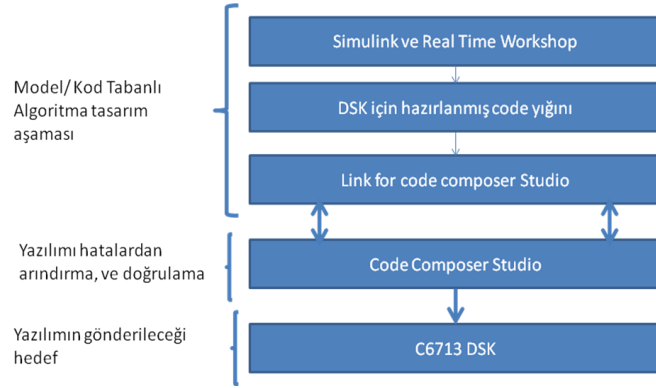 Simulink ve Real Time Workshop
Model/ Kod Tabanlı
Algoritma tasarım
aşaması
DSK için hazırlanmış code yığını
Link for code composer Studio
Yazılımı hatalardan
arındırma, ve doğrulama
Code Composer Studio
Yazılımın gönderileceği
hedef
C6713 DSK